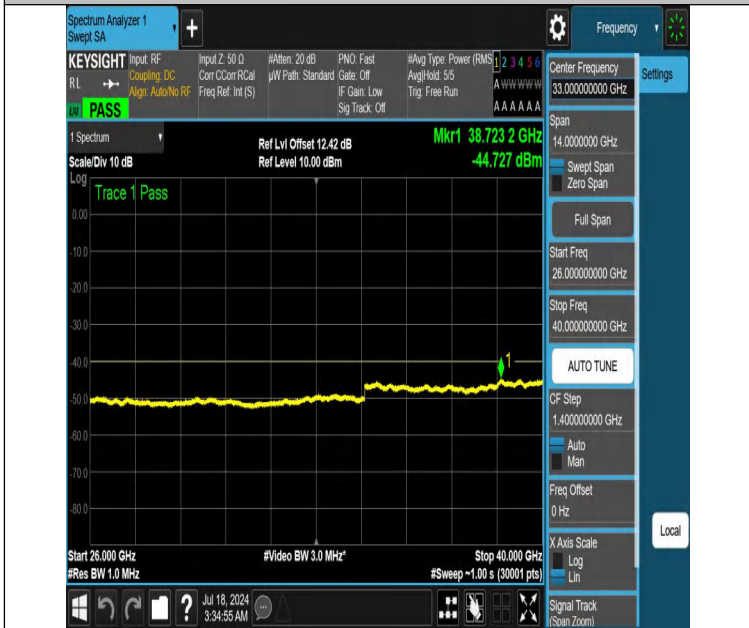 Spectrum Analyzer 1
Swept SA
+
Frequency
KEYSIGHT
RL
PASS
Input: RF
Coupling: DC
Align: Auto/No RF
Input Z: 50 Ω
Corr CCorr RCal
Freq Ref: Int (S)
#Atten: 20 dB
µW Path: Standard
PNO: Fast
Gate: Off
IF Gain: Low
Sig Track: Off
#Avg Type: Power (RMS
Avg|Hold: 5/5
Trig: Free Run
1 2 3 4 5 6
A W W W W W
A A A A A A
1 Spectrum
Scale/Div 10 dB
Ref Lvl Offset 12.42 dB
Ref Level 10.00 dBm
Mkr1 38.723 2 GHz
-44.727 dBm
Log
Trace 1 Pass
0.00
-10.0
-20.0
-30.0
-40.0
-50.0
-60.0
-70.0
-80.0
1
Start 26.000 GHz
#Res BW 1.0 MHz
#Video BW 3.0 MHz*
Stop 40.000 GHz
#Sweep ~1.00 s (30001 pts)
Jul 18, 2024
3:34:55 AM
Center Frequency
33.000000000 GHz
Settings
Span
14.0000000 GHz
Swept Span
Zero Span
Full Span
Start Freq
26.000000000 GHz
Stop Freq
40.000000000 GHz
AUTO TUNE
CF Step
1.400000000 GHz
Auto
Man
Freq Offset
0 Hz
X Axis Scale
Log
Lin
Local
Signal Track
(Span Zoom)